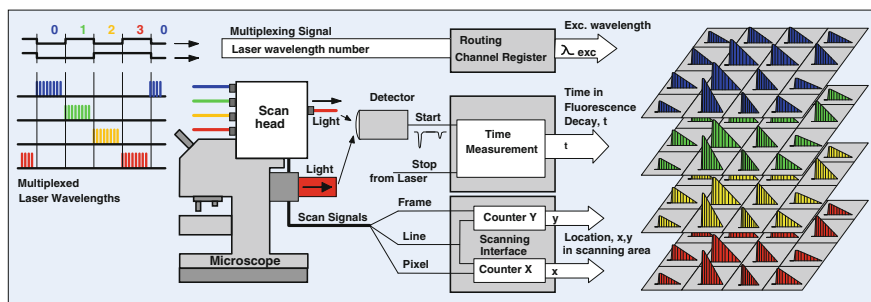 0 1 2 3 0
Multiplexed
Laser Wavelengths
Multiplexing Signal
Laser wavelength number
Routing
Channel Register
Exc. wavelength
λ exc
Scan
head
Light
Light
Detector
Start
Stop
from Laser
Time
Measurement
t
Time in
Fluorescence
Decay, t
Microscope
Scan Signals
Frame
Line
Pixel
Counter Y
Scanning
Interface
Counter X
y
x
Location, x,y
in scanning area